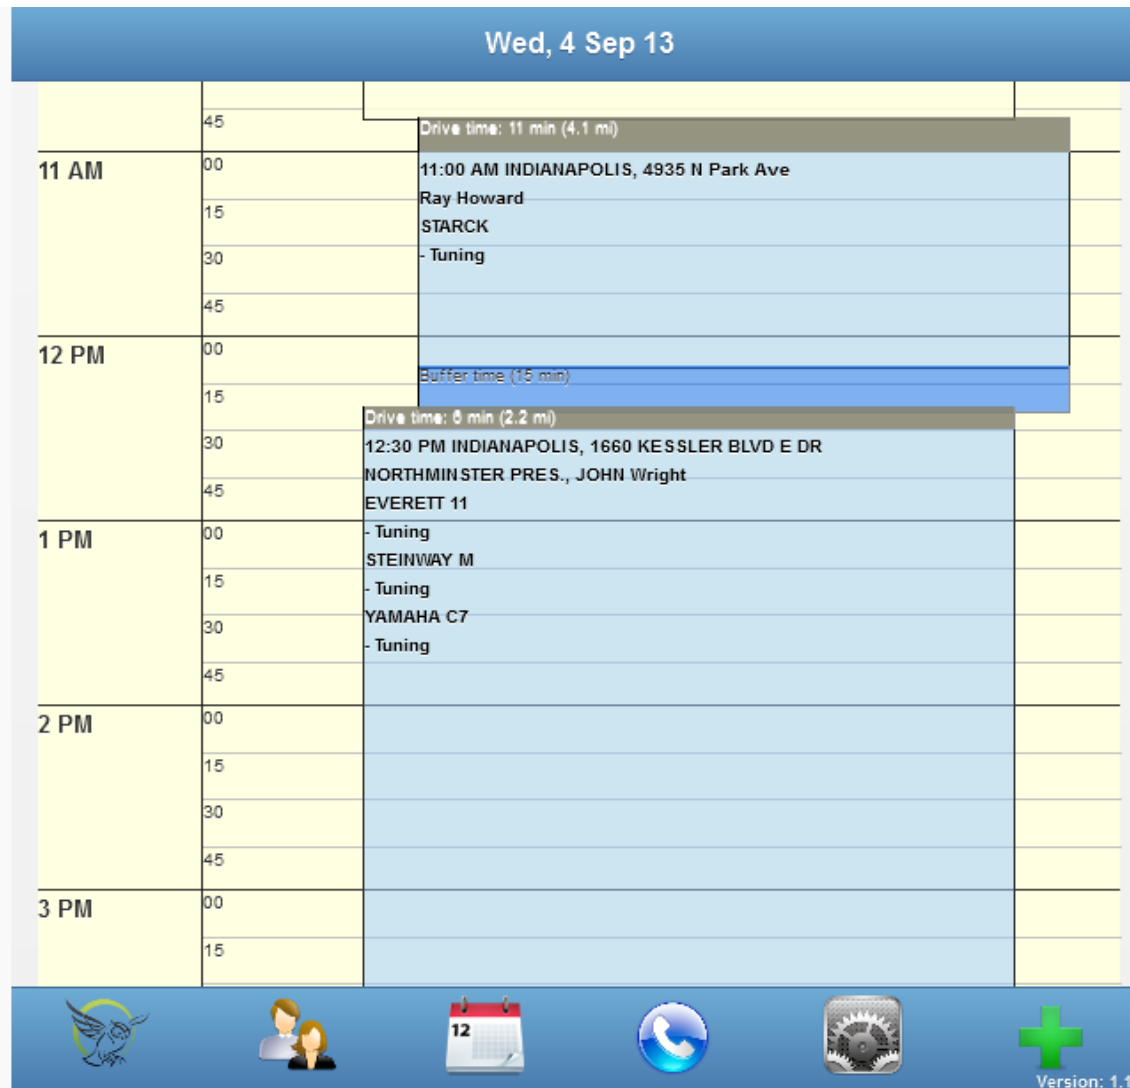 Wed, 4 Sep 13
45
Drive time: 11 min (4.1 mi)
11 AM
00
11:00 AM INDIANAPOLIS, 4935 N Park Ave
Ray Howard
15
STARCK
30
- Tuning
45
12 PM
00
Buffer time (15 min)
15
Drive time: 6 min (2.2 mi)
30
12:30 PM INDIANAPOLIS, 1660 KESSLER BLVD E DR
NORTHMINSTER PRES., JOHN Wright
45
EVERETT 11
1 PM
00
- Tuning
STEINWAY M
15
- Tuning
YAMAHA C7
30
- Tuning
45
2 PM
00
15
30
45
3 PM
00
15
12
Version: 1.1